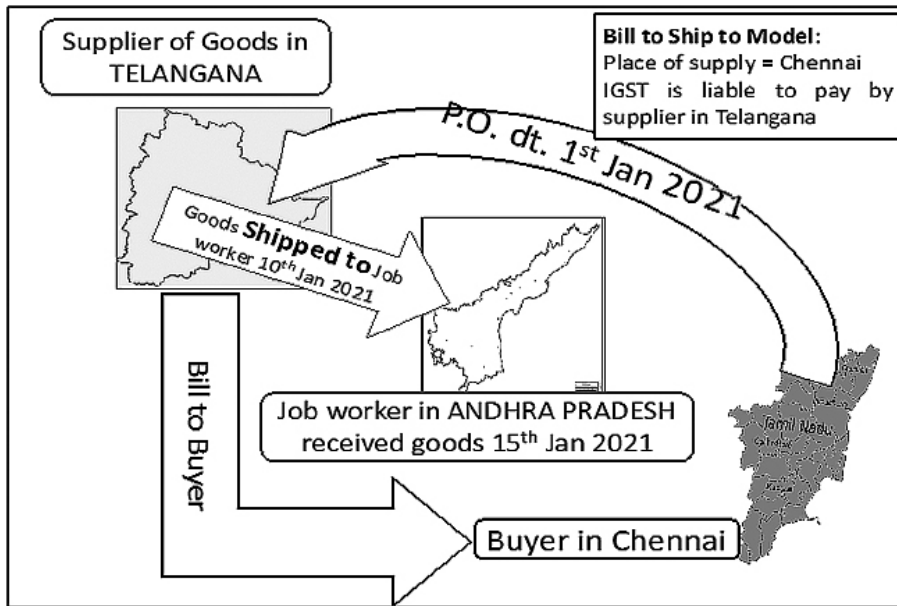 Supplier of Goods in
TELANGANA
Bill to Ship to Model:
Place of supply = Chennai
IGST is liable to pay by
supplier in Telangana
P.O. dt. 1st Jan 2021
Goods Shipped to Job
worker 10th Jan 2021
Job worker in ANDHRA PRADESH
received goods 15th Jan 2021
Bill to Buyer
Tamil Nadu
Buyer in Chennai